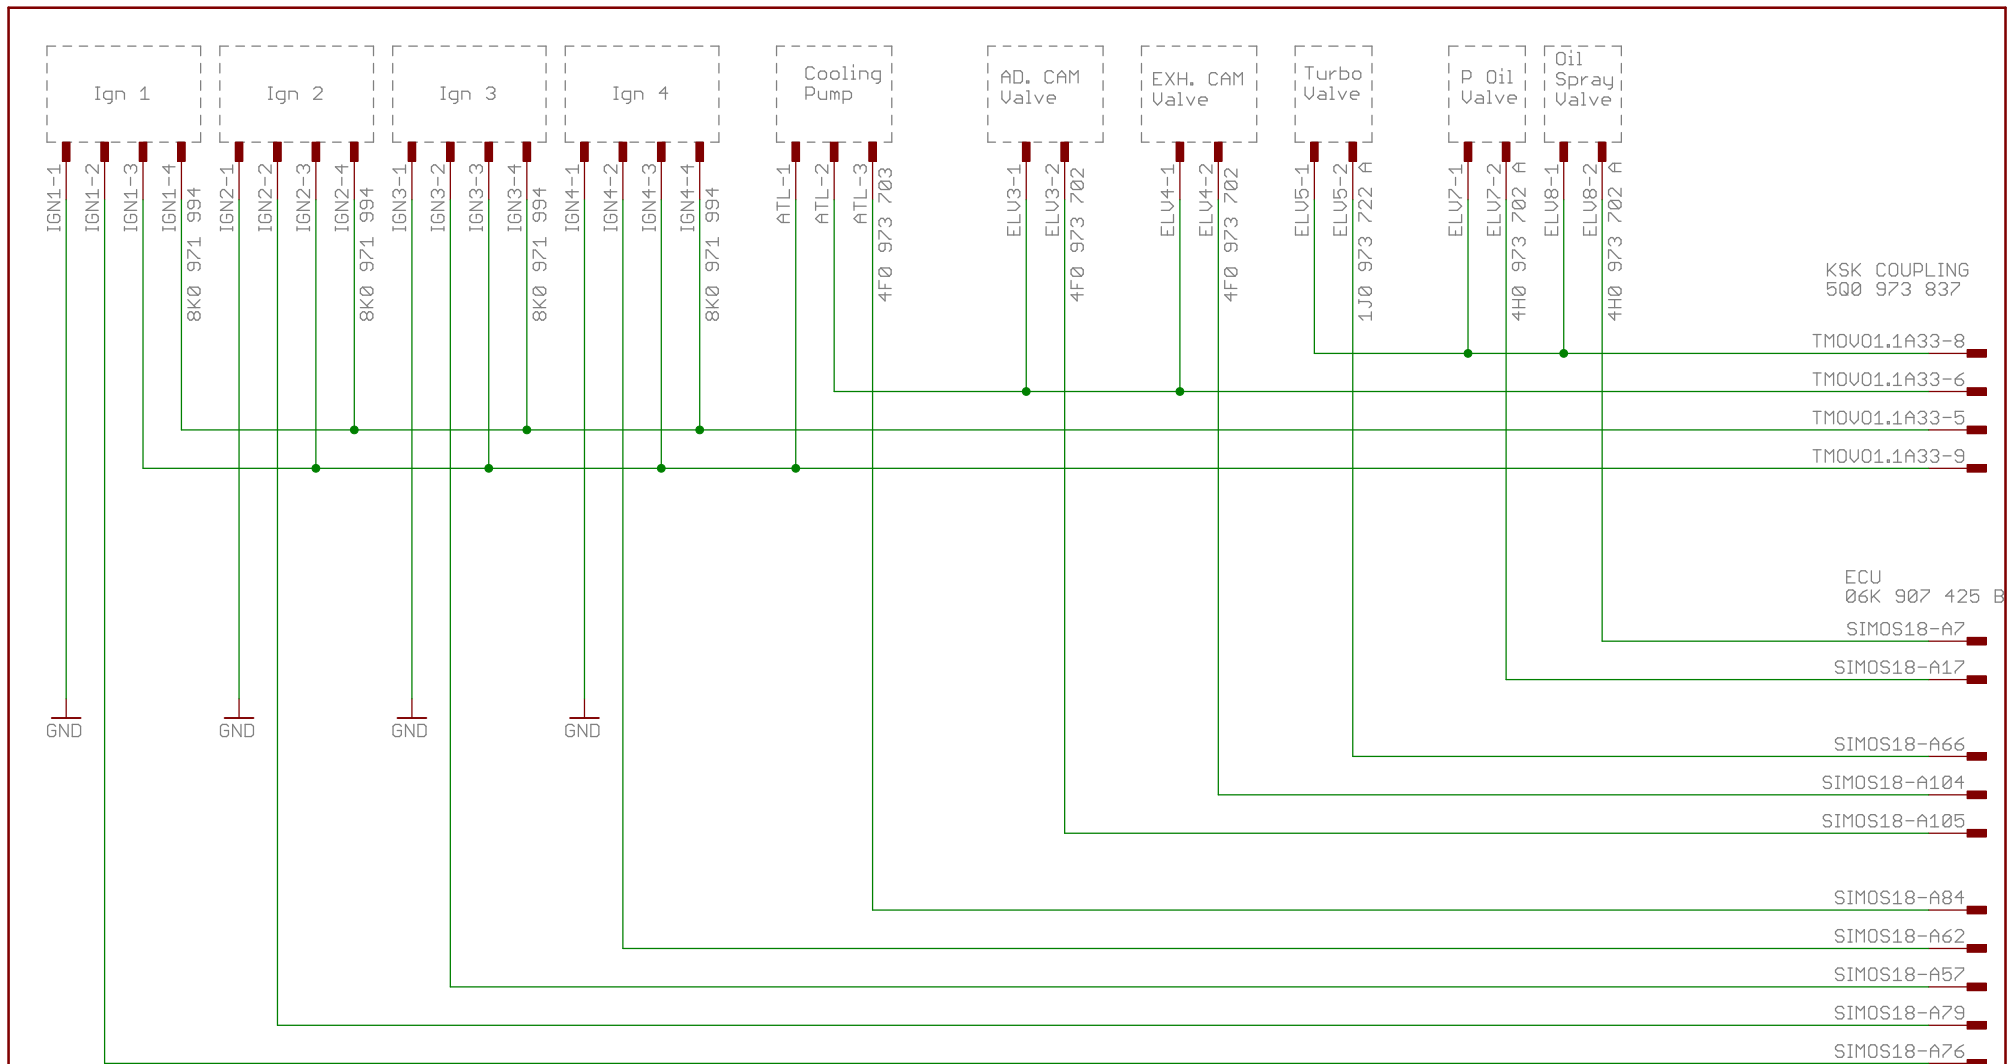 Ign 1
Ign 2
Ign 3
Ign 4
Cooling
Pump
AD. CAM
Valve
EXH. CAM
Valve
Turbo
Valve
P Oil
Valve
Oil
Spray
Valve
IGN1-1
IGN1-2
IGN1-3
IGN1-4
8K0 971 994
IGN2-1
IGN2-2
IGN2-3
IGN2-4
8K0 971 994
IGN3-1
IGN3-2
IGN3-3
IGN3-4
8K0 971 994
IGN4-1
IGN4-2
IGN4-3
IGN4-4
8K0 971 994
ATL-1
ATL-2
ATL-3
4F0 973 703
ELV3-1
ELV3-2
4F0 973 702
ELV4-1
ELV4-2
4F0 973 702
ELV5-1
ELV5-2
1J0 973 722 A
ELV7-1
ELV7-2
4H0 973 702 A
ELV8-1
ELV8-2
4H0 973 702 A
KSK COUPLING
5Q0 973 837
TMOVO1.1A33-8
TMOVO1.1A33-6
TMOVO1.1A33-5
TMOVO1.1A33-9
ECU
06K 907 425 B
SIMOS18-A7
SIMOS18-A17
GND
GND
GND
GND
SIMOS18-A66
SIMOS18-A104
SIMOS18-A105
SIMOS18-A84
SIMOS18-A62
SIMOS18-A57
SIMOS18-A79
SIMOS18-A76